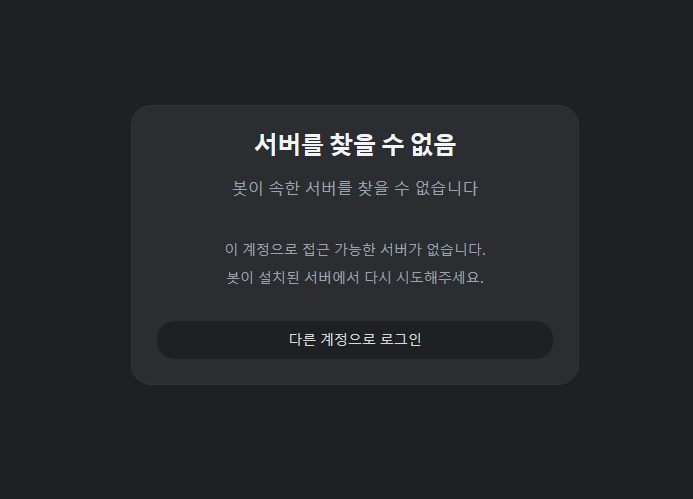 서버를 찾을 수 없음
봇이 속한 서버를 찾을 수 없습니다
이 계정으로 접근 가능한 서버가 없습니다.
봇이 설치된 서버에서 다시 시도해주세요.
다른 계정으로 로그인